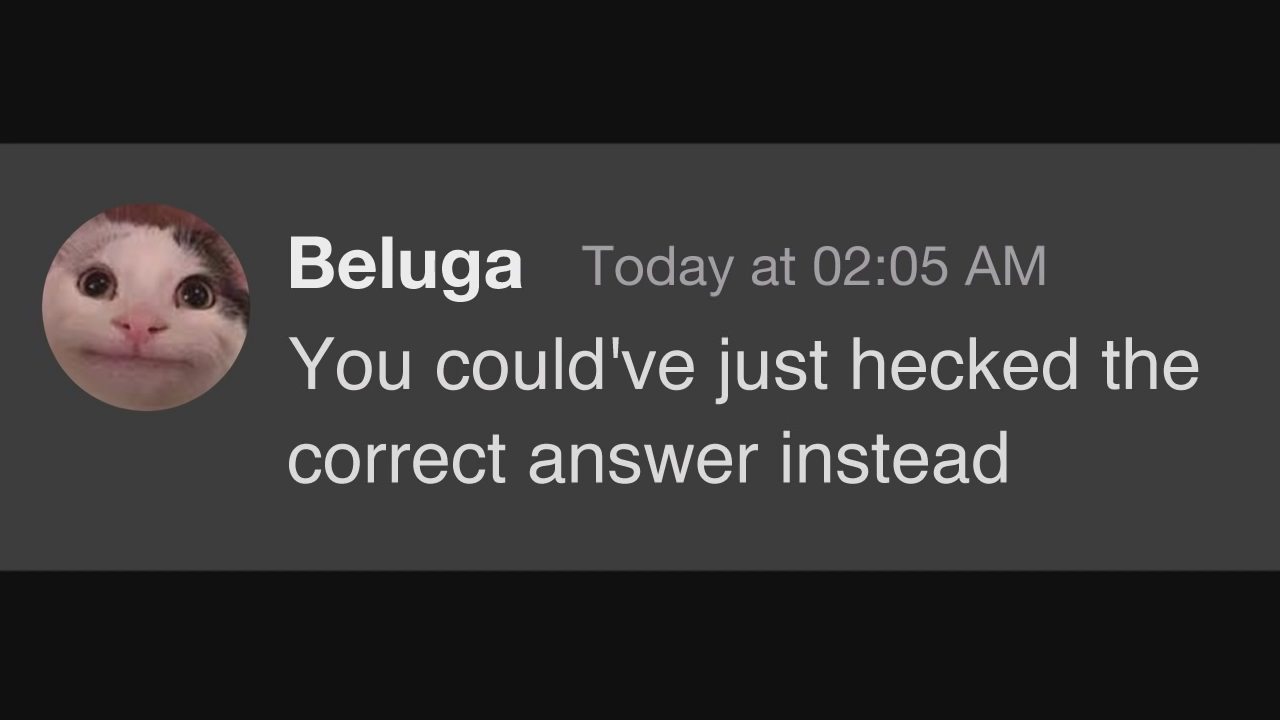 Beluga Today at 02:05 AM
You could've just hecked the
correct answer instead